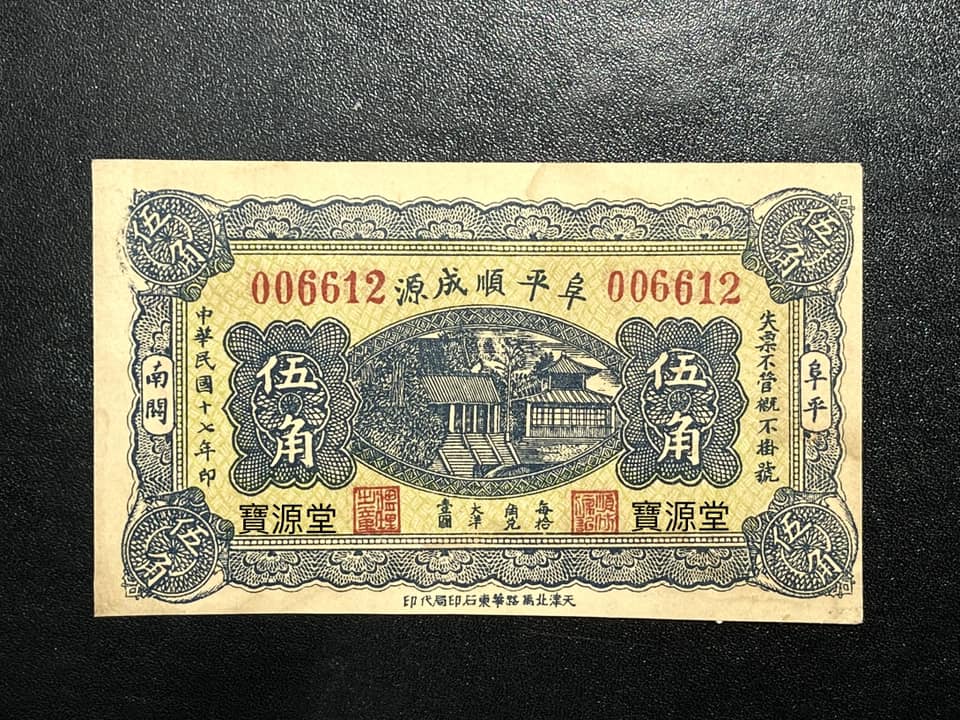 伍角
伍角
006612
阜平順成源
006612
失票不管概不掛號
中華民國十七年印
阜平
南關
伍角
伍角
每拾角兌大洋壹圓
寶源堂
寶源堂
伍角
伍角
天津北馬路華東石印局代印